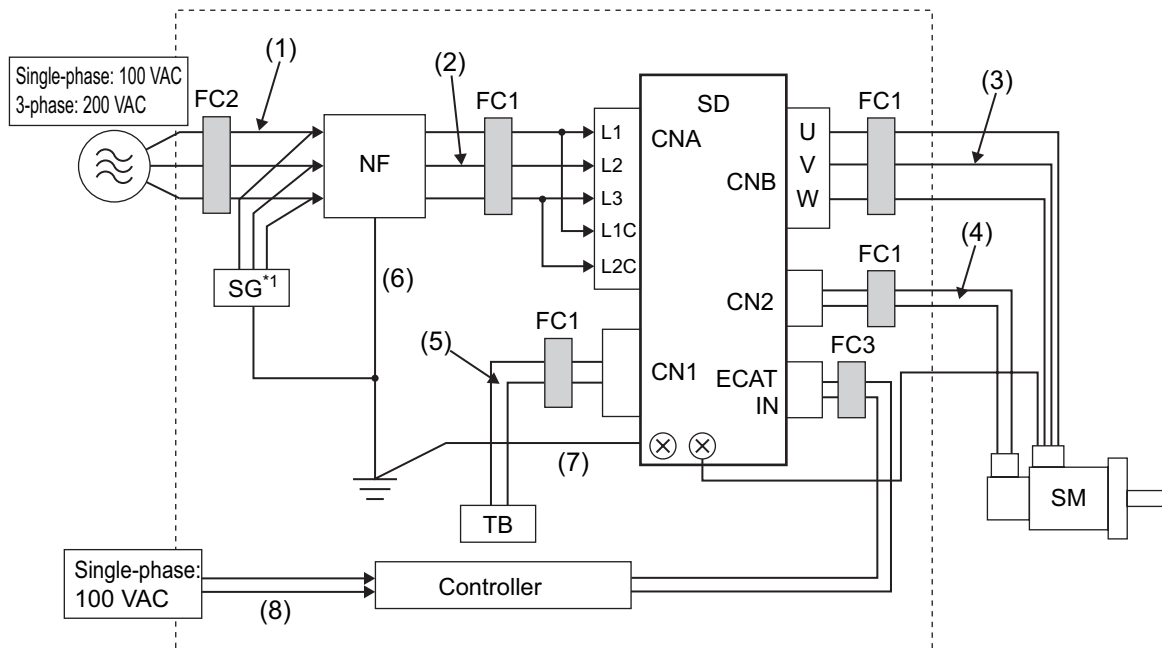 (1)
Single-phase: 100 VAC
3-phase: 200 VAC
FC2
(2)
FC1
NF
SG*1
(6)
SD
CNA
L1
L2
L3
L1C
L2C
CNB
U
V
W
FC1
(3)
CN2
FC1
(4)
FC1
(5)
CN1
ECAT
IN
FC3
(7)
TB
SM
Single-phase:
100 VAC
(8)
Controller